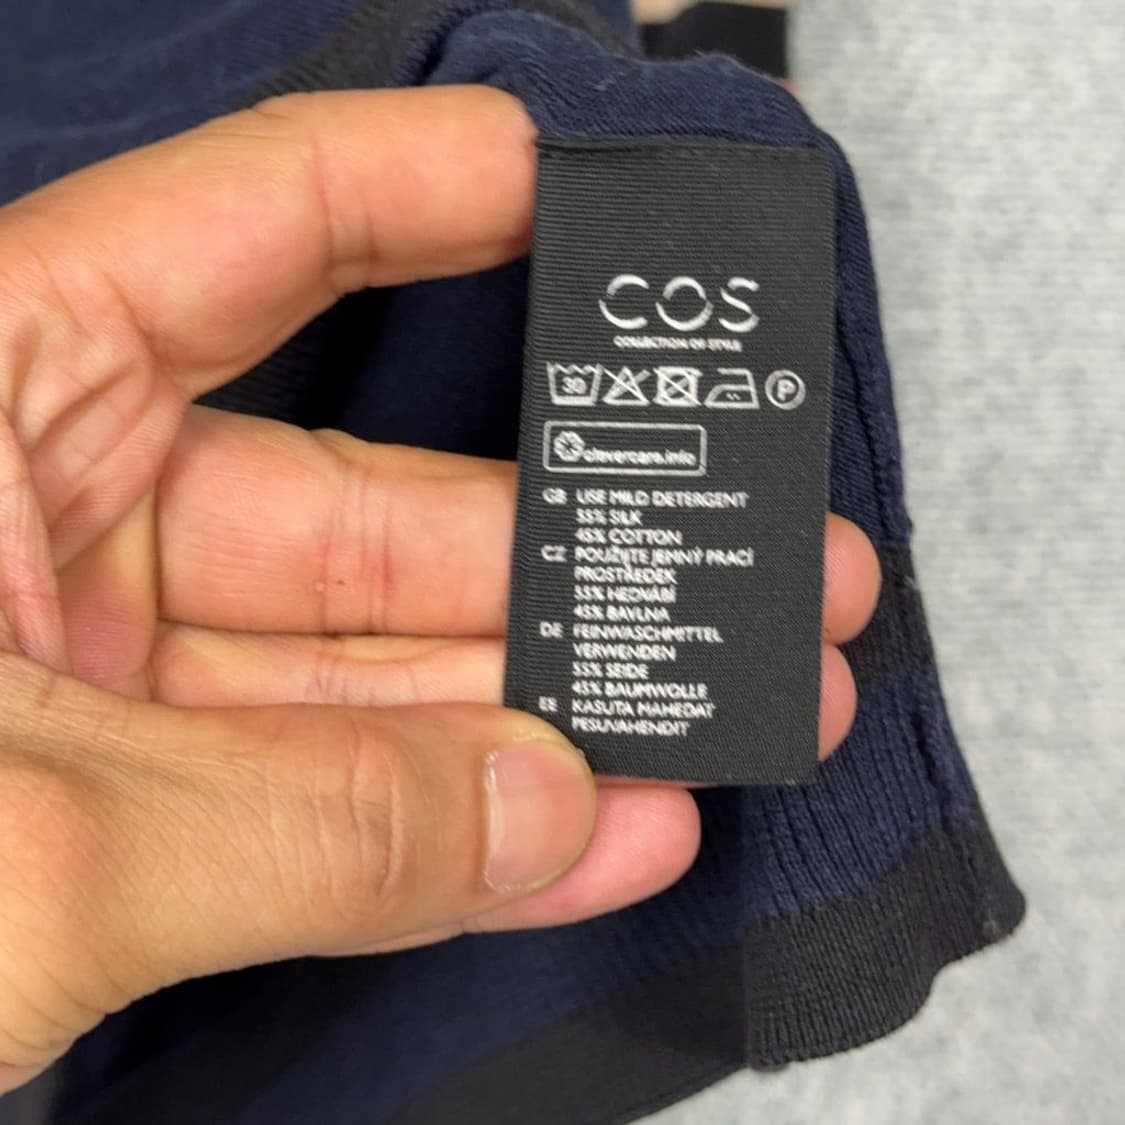 COS
COLLECTION OF STYLE
30 P
clevercare.info
GB USE MILD DETERGENT
55% SILK
45% COTTON
CZ POUŽIJTE JEMNÝ PRACÍ
PROSTŘEDEK
55% HEDVÁBÍ
45% BAVLNA
DE FEINWASCHMITTEL
VERWENDEN
55% SEIDE
45% BAUMWOLLE
EE KASUTA MAHEDAT
PESUVAHENDIT